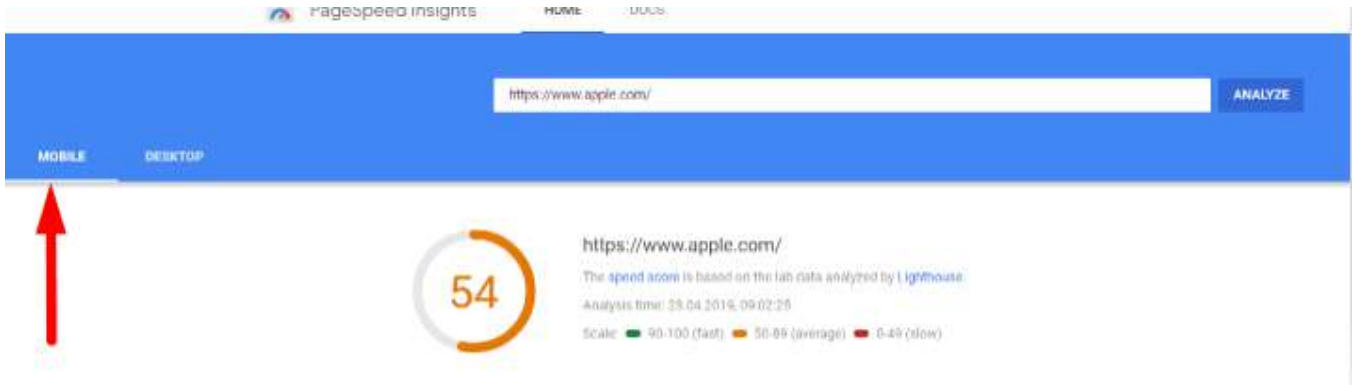 PageSpeed Insights HOME DOCS
https://www.apple.com/ ANALYZE
MOBILE DESKTOP
54
https://www.apple.com/
The speed score is based on the lab data analyzed by Lighthouse.
Analysis time: 23.04.2019, 09:02:25
Scale: 90-100 (fast) 50-89 (average) 0-49 (slow)